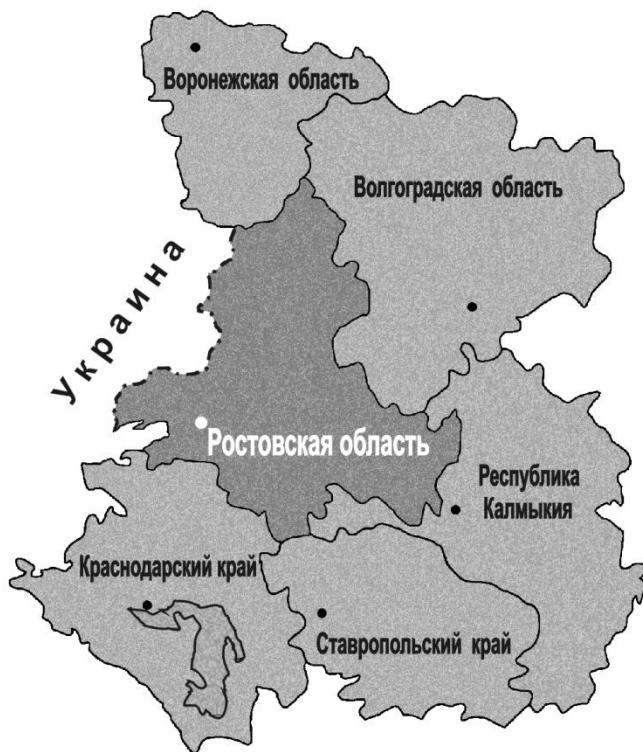 Воронежская область
Волгоградская область
Украина
Ростовская область
Республика
Калмыкия
Краснодарский край
Ставропольский край